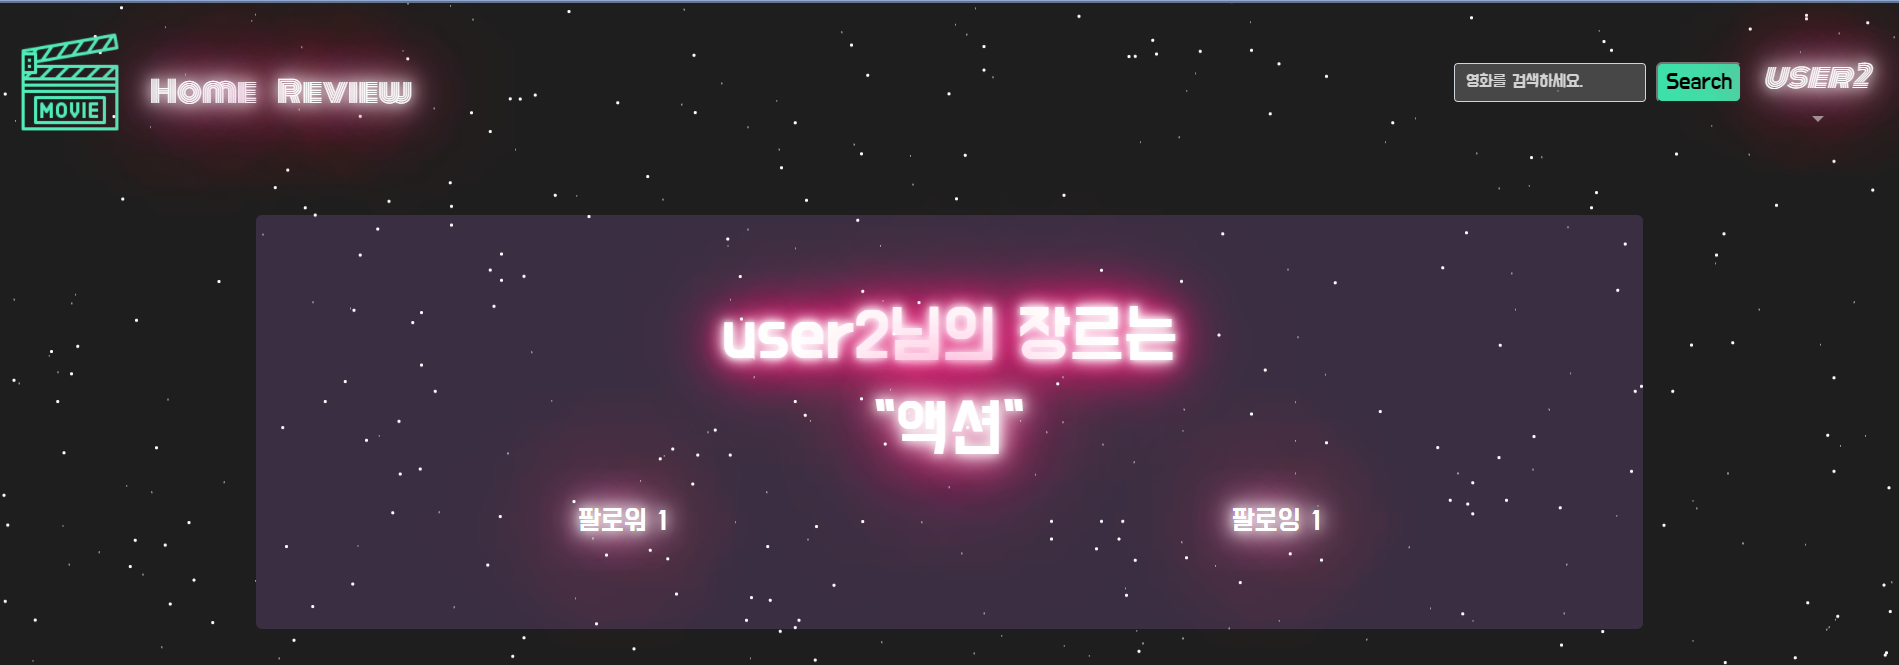 MOVIE
Home Review
영화를 검색하세요.
Search
USER2
user2님의 장르는
"액션"
팔로워 1
팔로잉 1